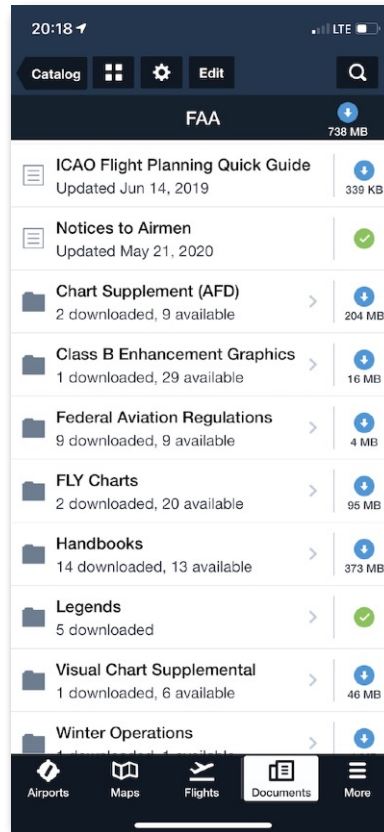 20:18
LTE
Catalog
Edit
FAA
738 MB
ICAO Flight Planning Quick Guide
Updated Jun 14, 2019
339 KB
Notices to Airmen
Updated May 21, 2020
Chart Supplement (AFD)
2 downloaded, 9 available
204 MB
Class B Enhancement Graphics
1 downloaded, 29 available
16 MB
Federal Aviation Regulations
9 downloaded, 9 available
4 MB
FLY Charts
2 downloaded, 20 available
95 MB
Handbooks
14 downloaded, 13 available
373 MB
Legends
5 downloaded
Visual Chart Supplemental
1 downloaded, 6 available
46 MB
Winter Operations
Airports
Maps
Flights
Documents
More